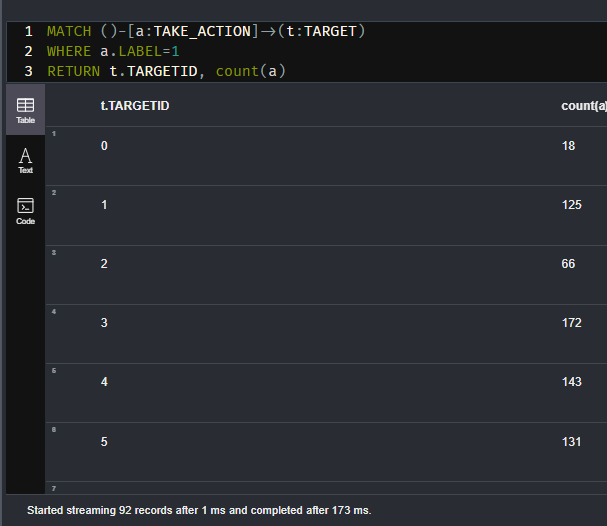 1 MATCH ()-[a:TAKE_ACTION]->(t:TARGET)
2 WHERE a.LABEL=1
3 RETURN t.TARGETID, count(a)
Table
Text
Code
t.TARGETID count(a)
1
0 18
2
1 125
3
2 66
4
3 172
5
4 143
6
5 131
7
Started streaming 92 records after 1 ms and completed after 173 ms.